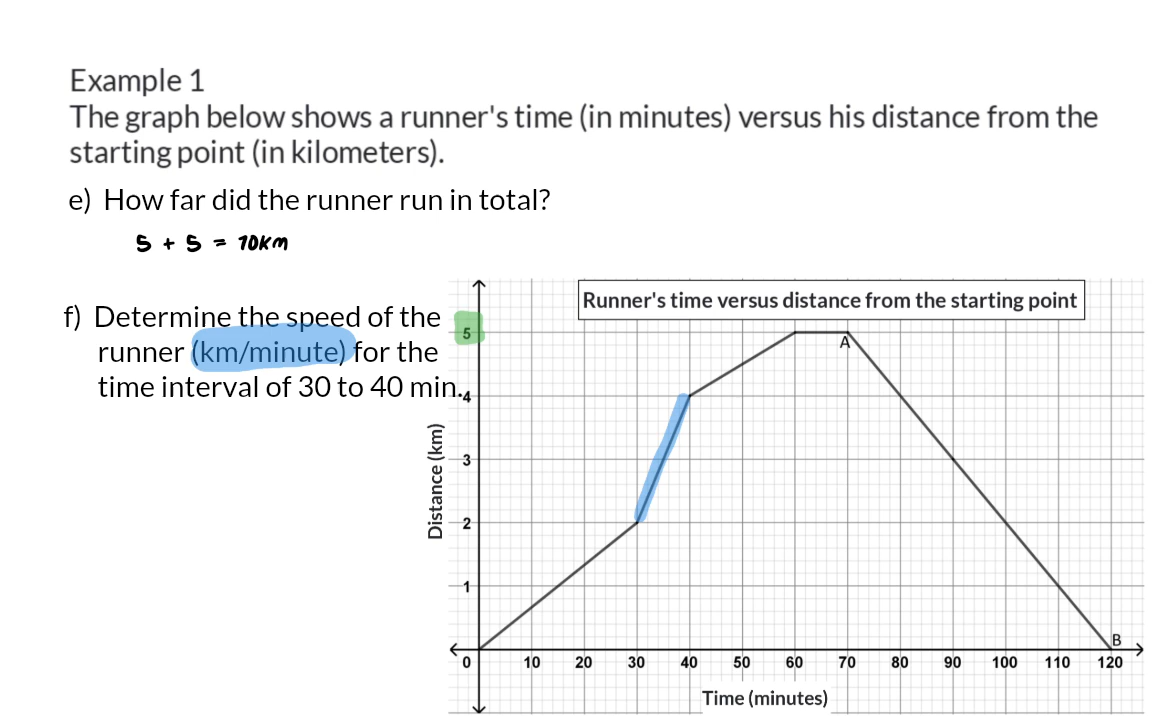 Example 1
The graph below shows a runner's time (in minutes) versus his distance from the
starting point (in kilometers).
e) How far did the runner run in total?
5 + 5 = 10km
f) Determine the speed of the
runner (km/minute) for the
time interval of 30 to 40 min.
Runner's time versus distance from the starting point
5
4
3
2
1
Distance (km)
A
B
0 10 20 30 40 50 60 70 80 90 100 110 120
Time (minutes)